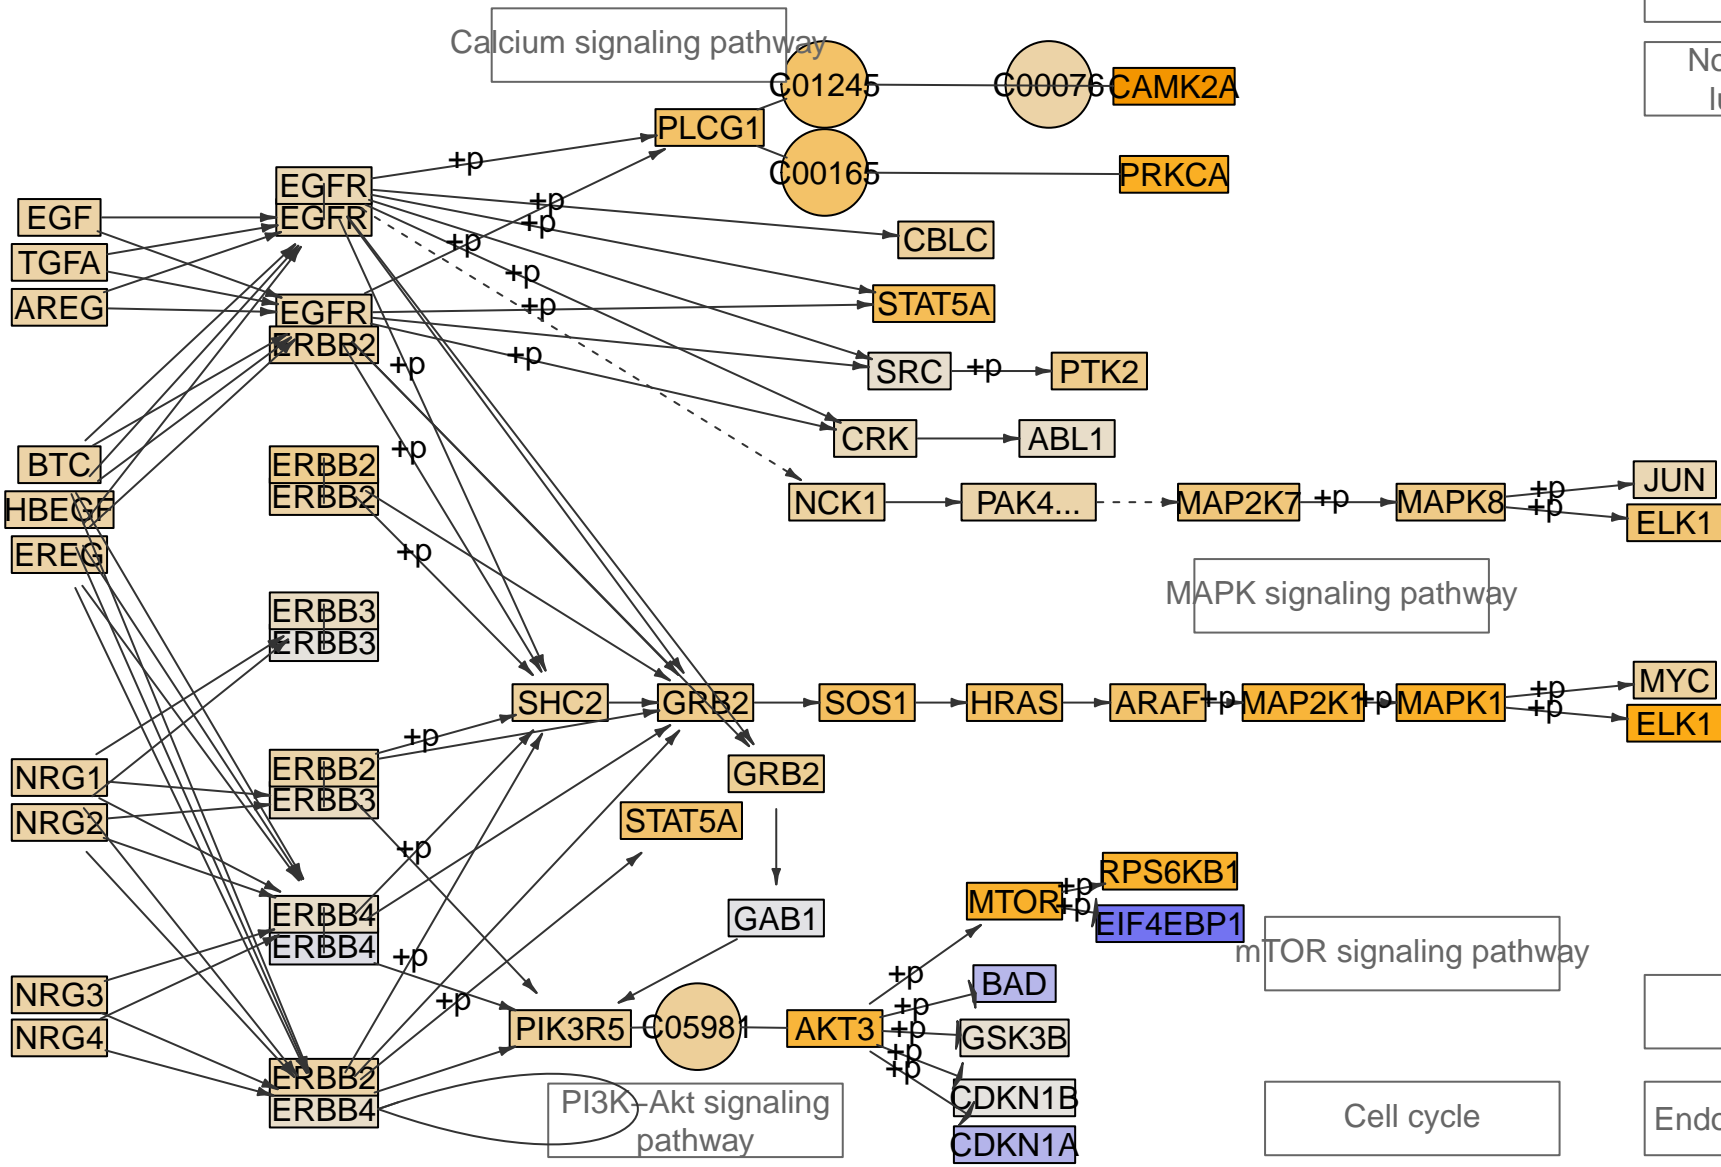 Calcium signaling pathway
C01245
C00076
CAMK2A
No
lu
PLCG1
+p
C00165
PRKCA
EGFR
EGFR
EGF
+p
+p
CBLC
TGFA
+p
+p
AREG
EGFR
+p
STAT5A
ERBB2
+p
+p
SRC
+p
PTK2
CRK
ABL1
+p
BTC
ERBB2
ERBB2
JUN
+p
HBEGF
NCK1
PAK4...
MAP2K7
+p
MAPK8
+p
ELK1
EREG
+p
MAPK signaling pathway
ERBB3
ERBB3
MYC
SHC2
GRB2
SOS1
HRAS
ARAF
+p
MAP2K1
+p
MAPK1
+p
+p
ELK1
+p
NRG1
ERBB2
ERBB3
GRB2
NRG2
STAT5A
+p
RPS6KB1
+p
MTOR
+p
EIF4EBP1
ERBB4
ERBB4
GAB1
mTOR signaling pathway
+p
+p
BAD
NRG3
+p
+p
NRG4
PIK3R5
C05981
AKT3
+p
GSK3B
+p
+p
ERBB2
ERBB4
PI3K–Akt signaling
pathway
CDKN1B
CDKN1A
Cell cycle
Endo